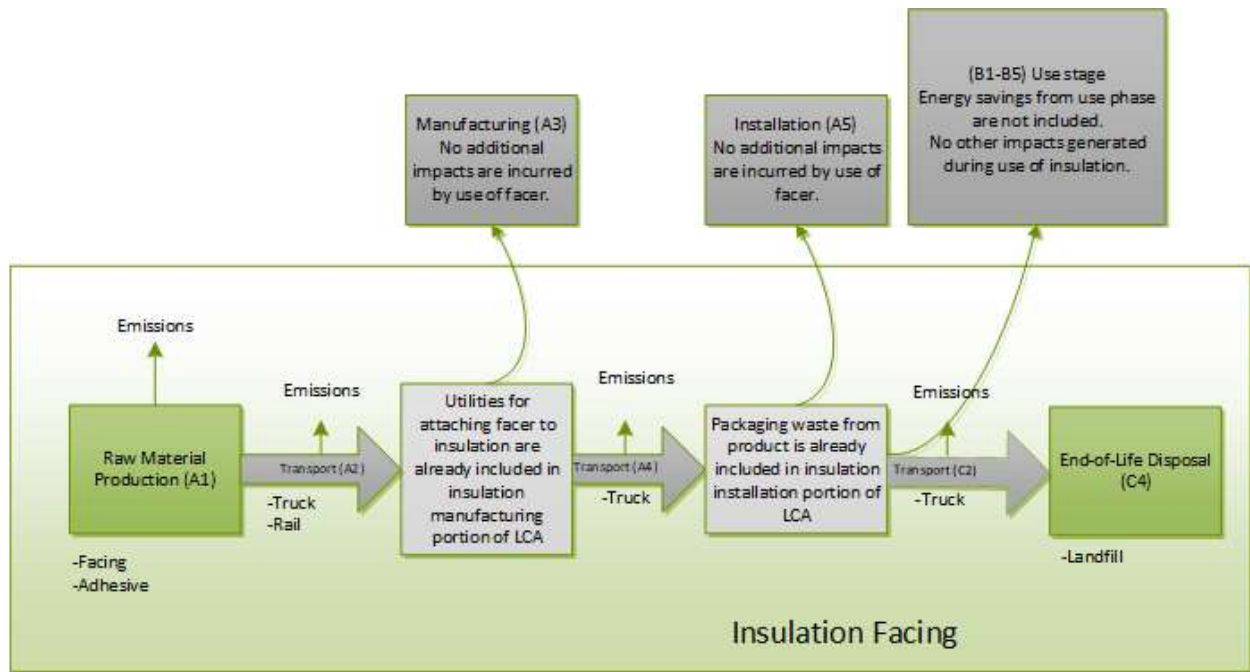 Manufacturing (A3)
No additional
impacts are incurred
by use of facer.
Installation (A5)
No additional impacts
are incurred by use of
facer.
(B1-B5) Use stage
Energy savings from use phase
are not included.
No other impacts generated
during use of insulation.
Emissions
Raw Material
Production (A1)
-Facing
-Adhesive
Emissions
Transport (A2)
-Truck
-Rail
Utilities for
attaching facer to
insulation are
already included in
insulation
manufacturing
portion of LCA
Emissions
Transport (A4)
-Truck
Packaging waste from
product is already
included in insulation
installation portion of
LCA
Emissions
Transport (C2)
-Truck
End-of-Life Disposal
(C4)
-Landfill
Insulation Facing